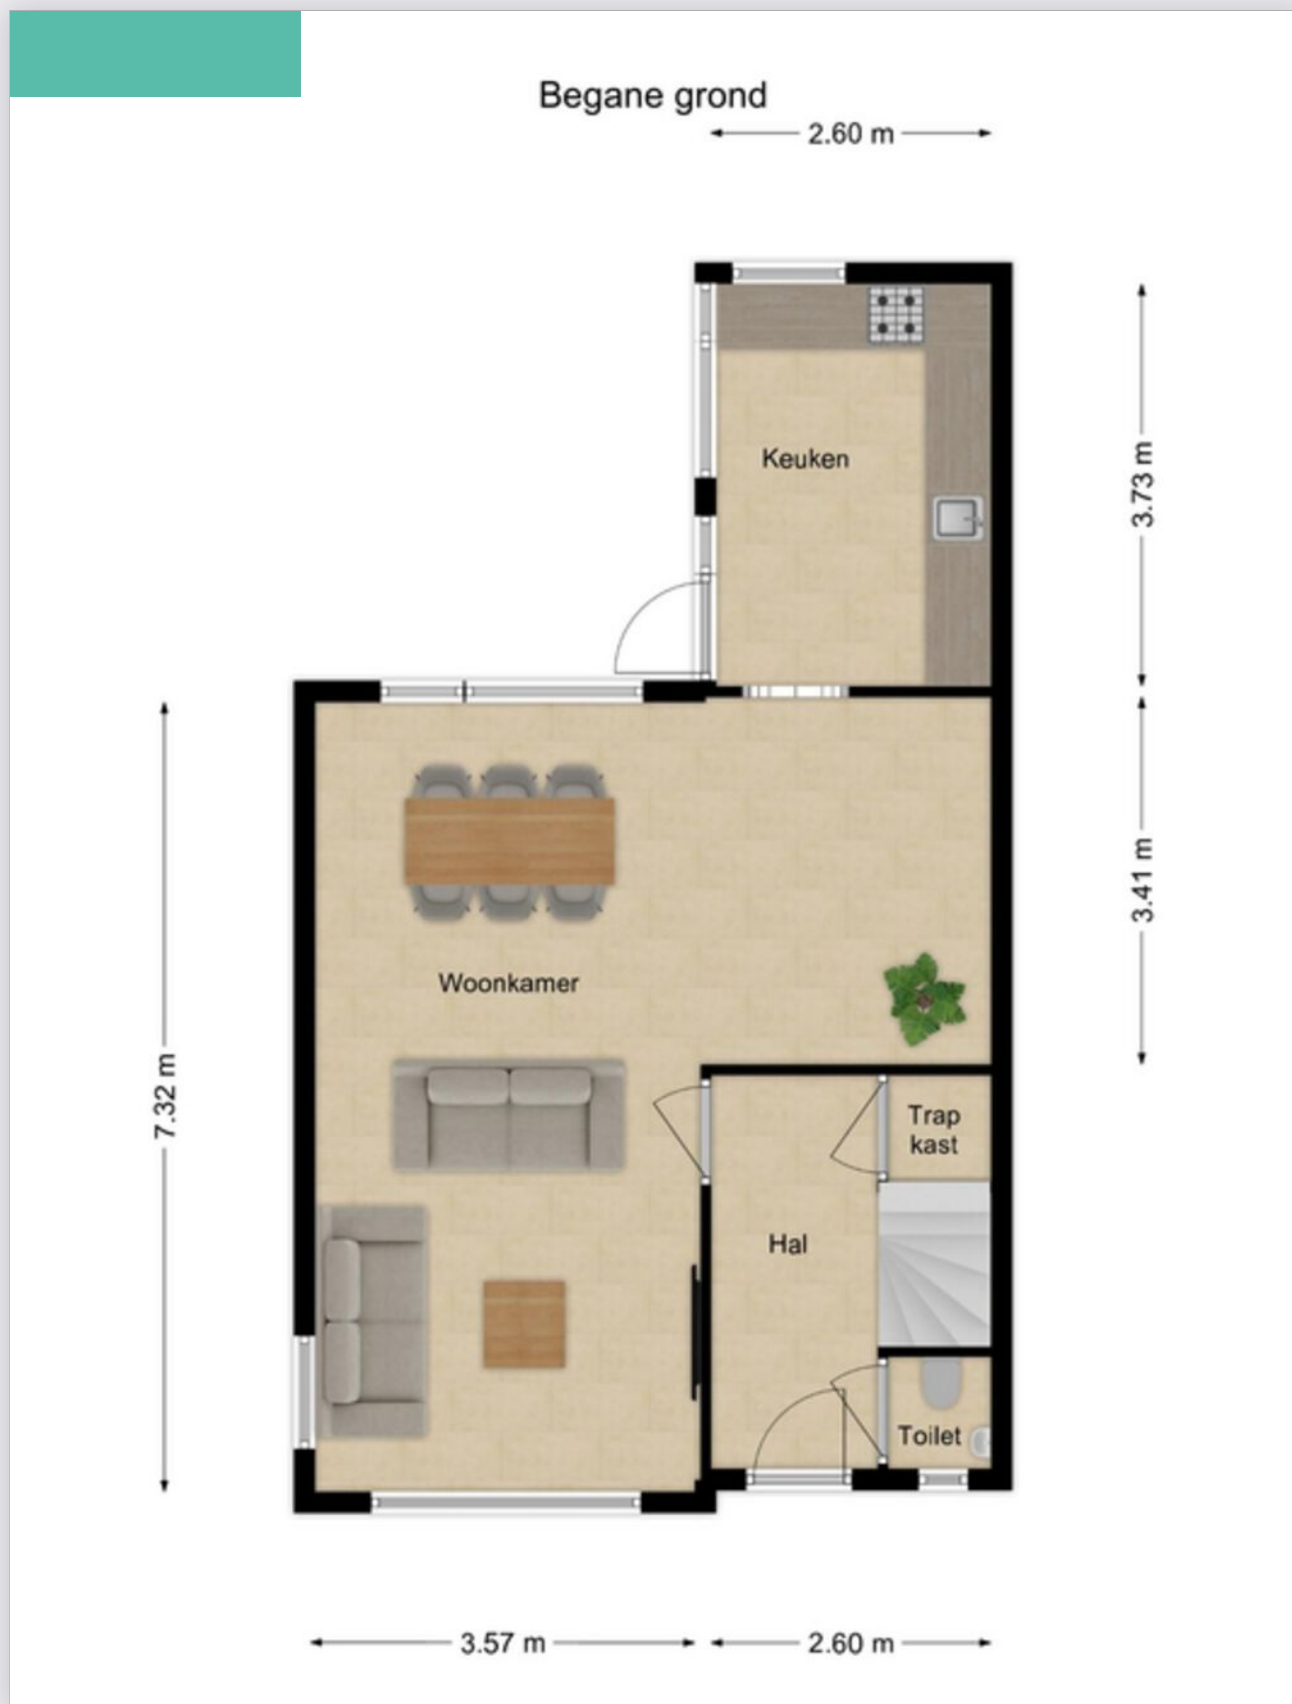 Begane grond
2.60 m
Keuken
3.73 m
3.41 m
Woonkamer
7.32 m
Trap
kast
Hal
Toilet
3.57 m
2.60 m